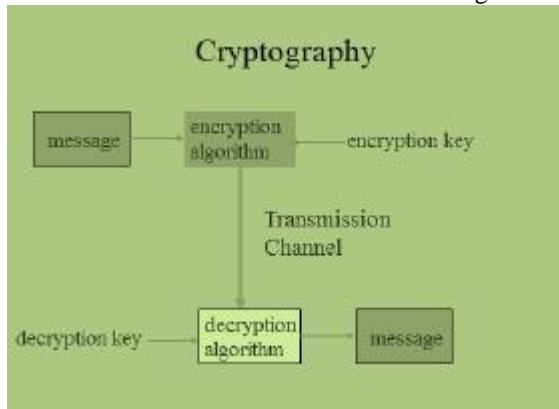 Cryptography
message
encryption
algorithm
encryption key
Transmission
Channel
decryption key
decryption
algorithm
message